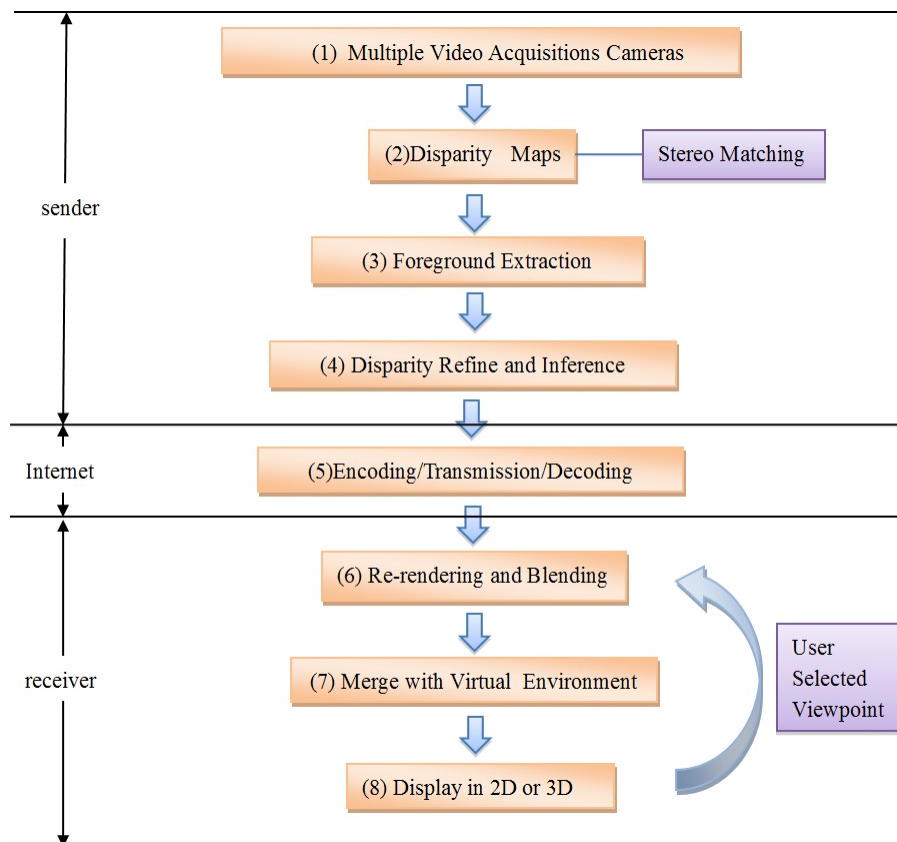 (1) Multiple Video Acquisitions Cameras
(2)Disparity Maps
Stereo Matching
sender
(3) Foreground Extraction
(4) Disparity Refine and Inference
Internet
(5)Encoding/Transmission/Decoding
(6) Re-rendering and Blending
User
Selected
Viewpoint
receiver
(7) Merge with Virtual Environment
(8) Display in 2D or 3D